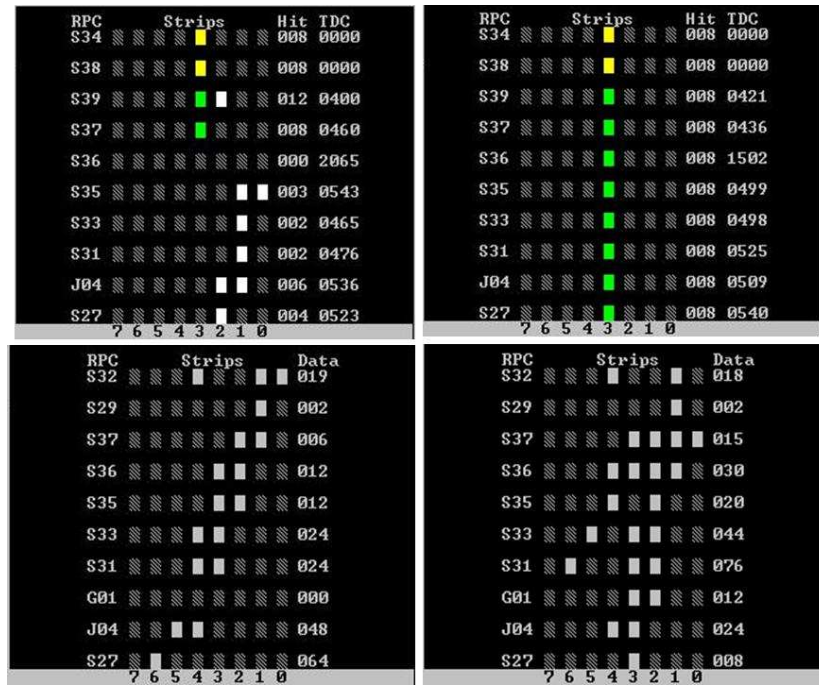 RPC Strips Hit TDC
S34 008 0000
S38 008 0000
S39 012 0400
S37 008 0460
S36 000 2065
S35 003 0543
S33 002 0465
S31 002 0476
J04 006 0536
S27 004 0523
7 6 5 4 3 2 1 0
RPC Strips Hit TDC
S34 008 0000
S38 008 0000
S39 008 0421
S37 008 0436
S36 008 1502
S35 008 0499
S33 008 0498
S31 008 0525
J04 008 0509
S27 008 0540
7 6 5 4 3 2 1 0
RPC Strips Data
S32 019
S29 002
S37 006
S36 012
S35 012
S33 024
S31 024
G01 000
J04 048
S27 064
7 6 5 4 3 2 1 0
RPC Strips Data
S32 018
S29 002
S37 015
S36 030
S35 020
S33 044
S31 076
G01 012
J04 024
S27 008
7 6 5 4 3 2 1 0